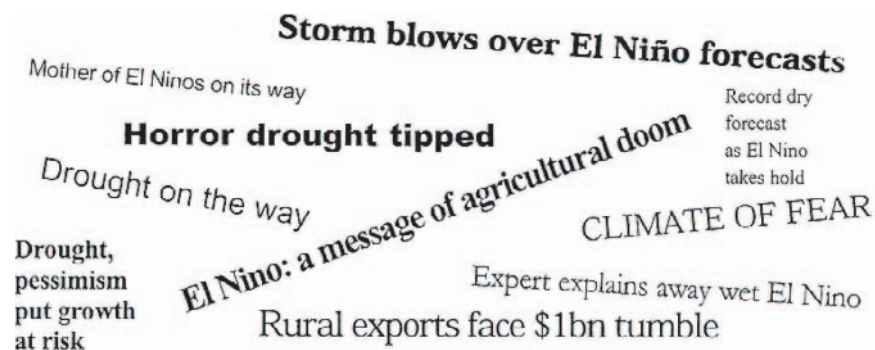 Storm blows over El Niño forecasts
Mother of El Ninos on its way
Record dry
forecast
as El Nino
takes hold
Horror drought tipped
Drought on the way
El Nino: a message of agricultural doom
CLIMATE OF FEAR
Drought,
pessimism
put growth
at risk
Expert explains away wet El Nino
Rural exports face $1bn tumble